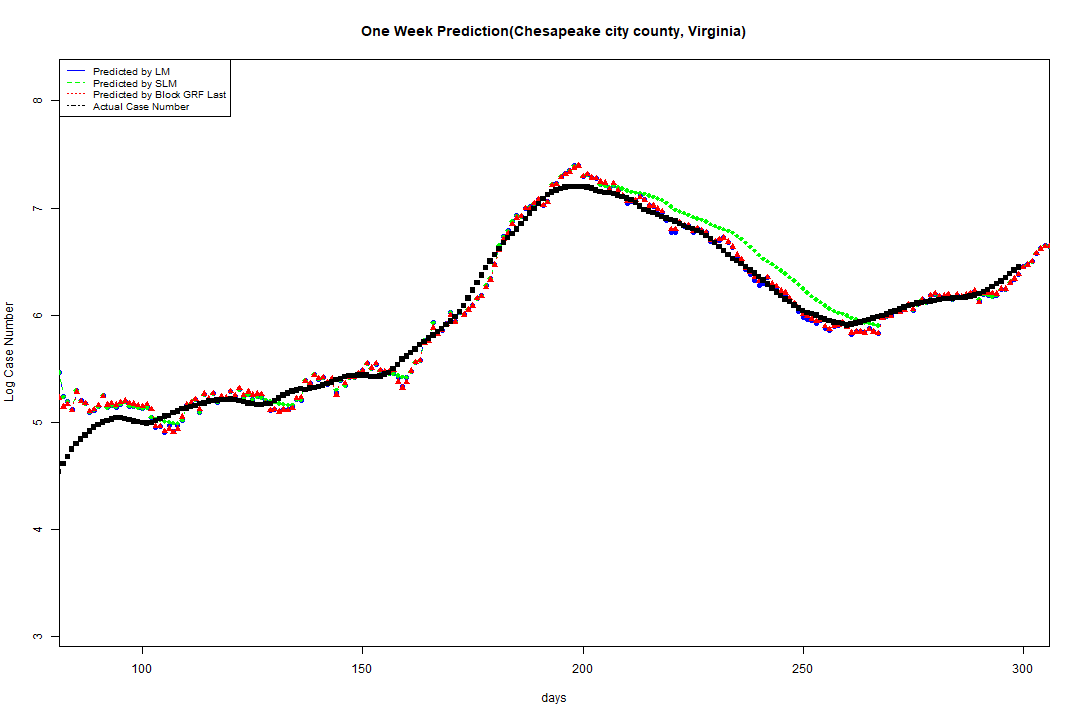 One Week Prediction(Chesapeake city county, Virginia)
Predicted by LM
Predicted by SLM
Predicted by Block GRF Last
Actual Case Number
8
7
6
5
4
3
Log Case Number
100 150 200 250 300
days